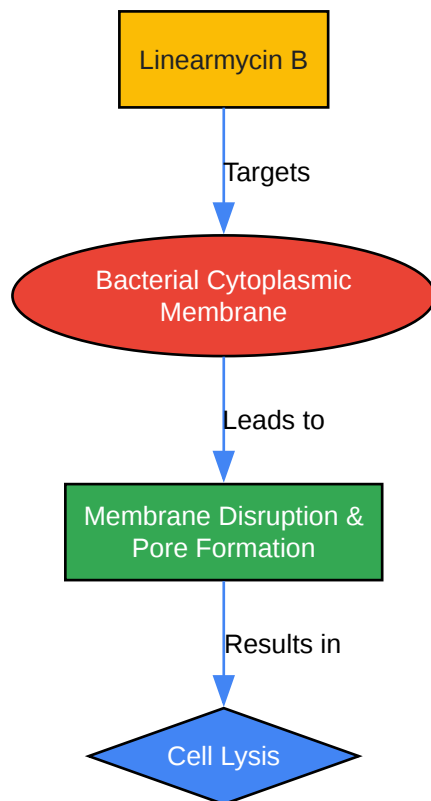 Linearmycin B
Targets
Bacterial Cytoplasmic
Membrane
Leads to
Membrane Disruption &
Pore Formation
Results in
Cell Lysis